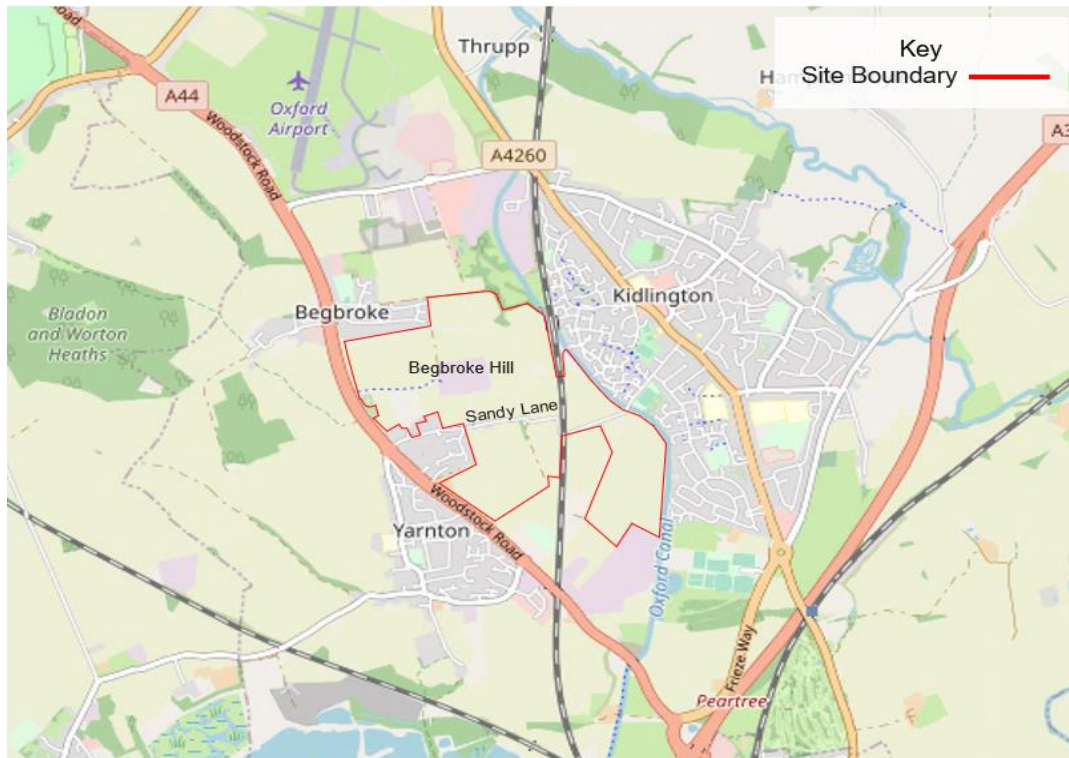 Thrupp
Key
Site Boundary
Road
A44
Oxford
Airport
A4260
Woodstock Road
Kidlington
Begbroke
Bladon
and Worton
Heaths
Begbroke Hill
Sandy Lane
Woodstock Road
Yarnton
Oxford Canal
Frieze Way
Peartree